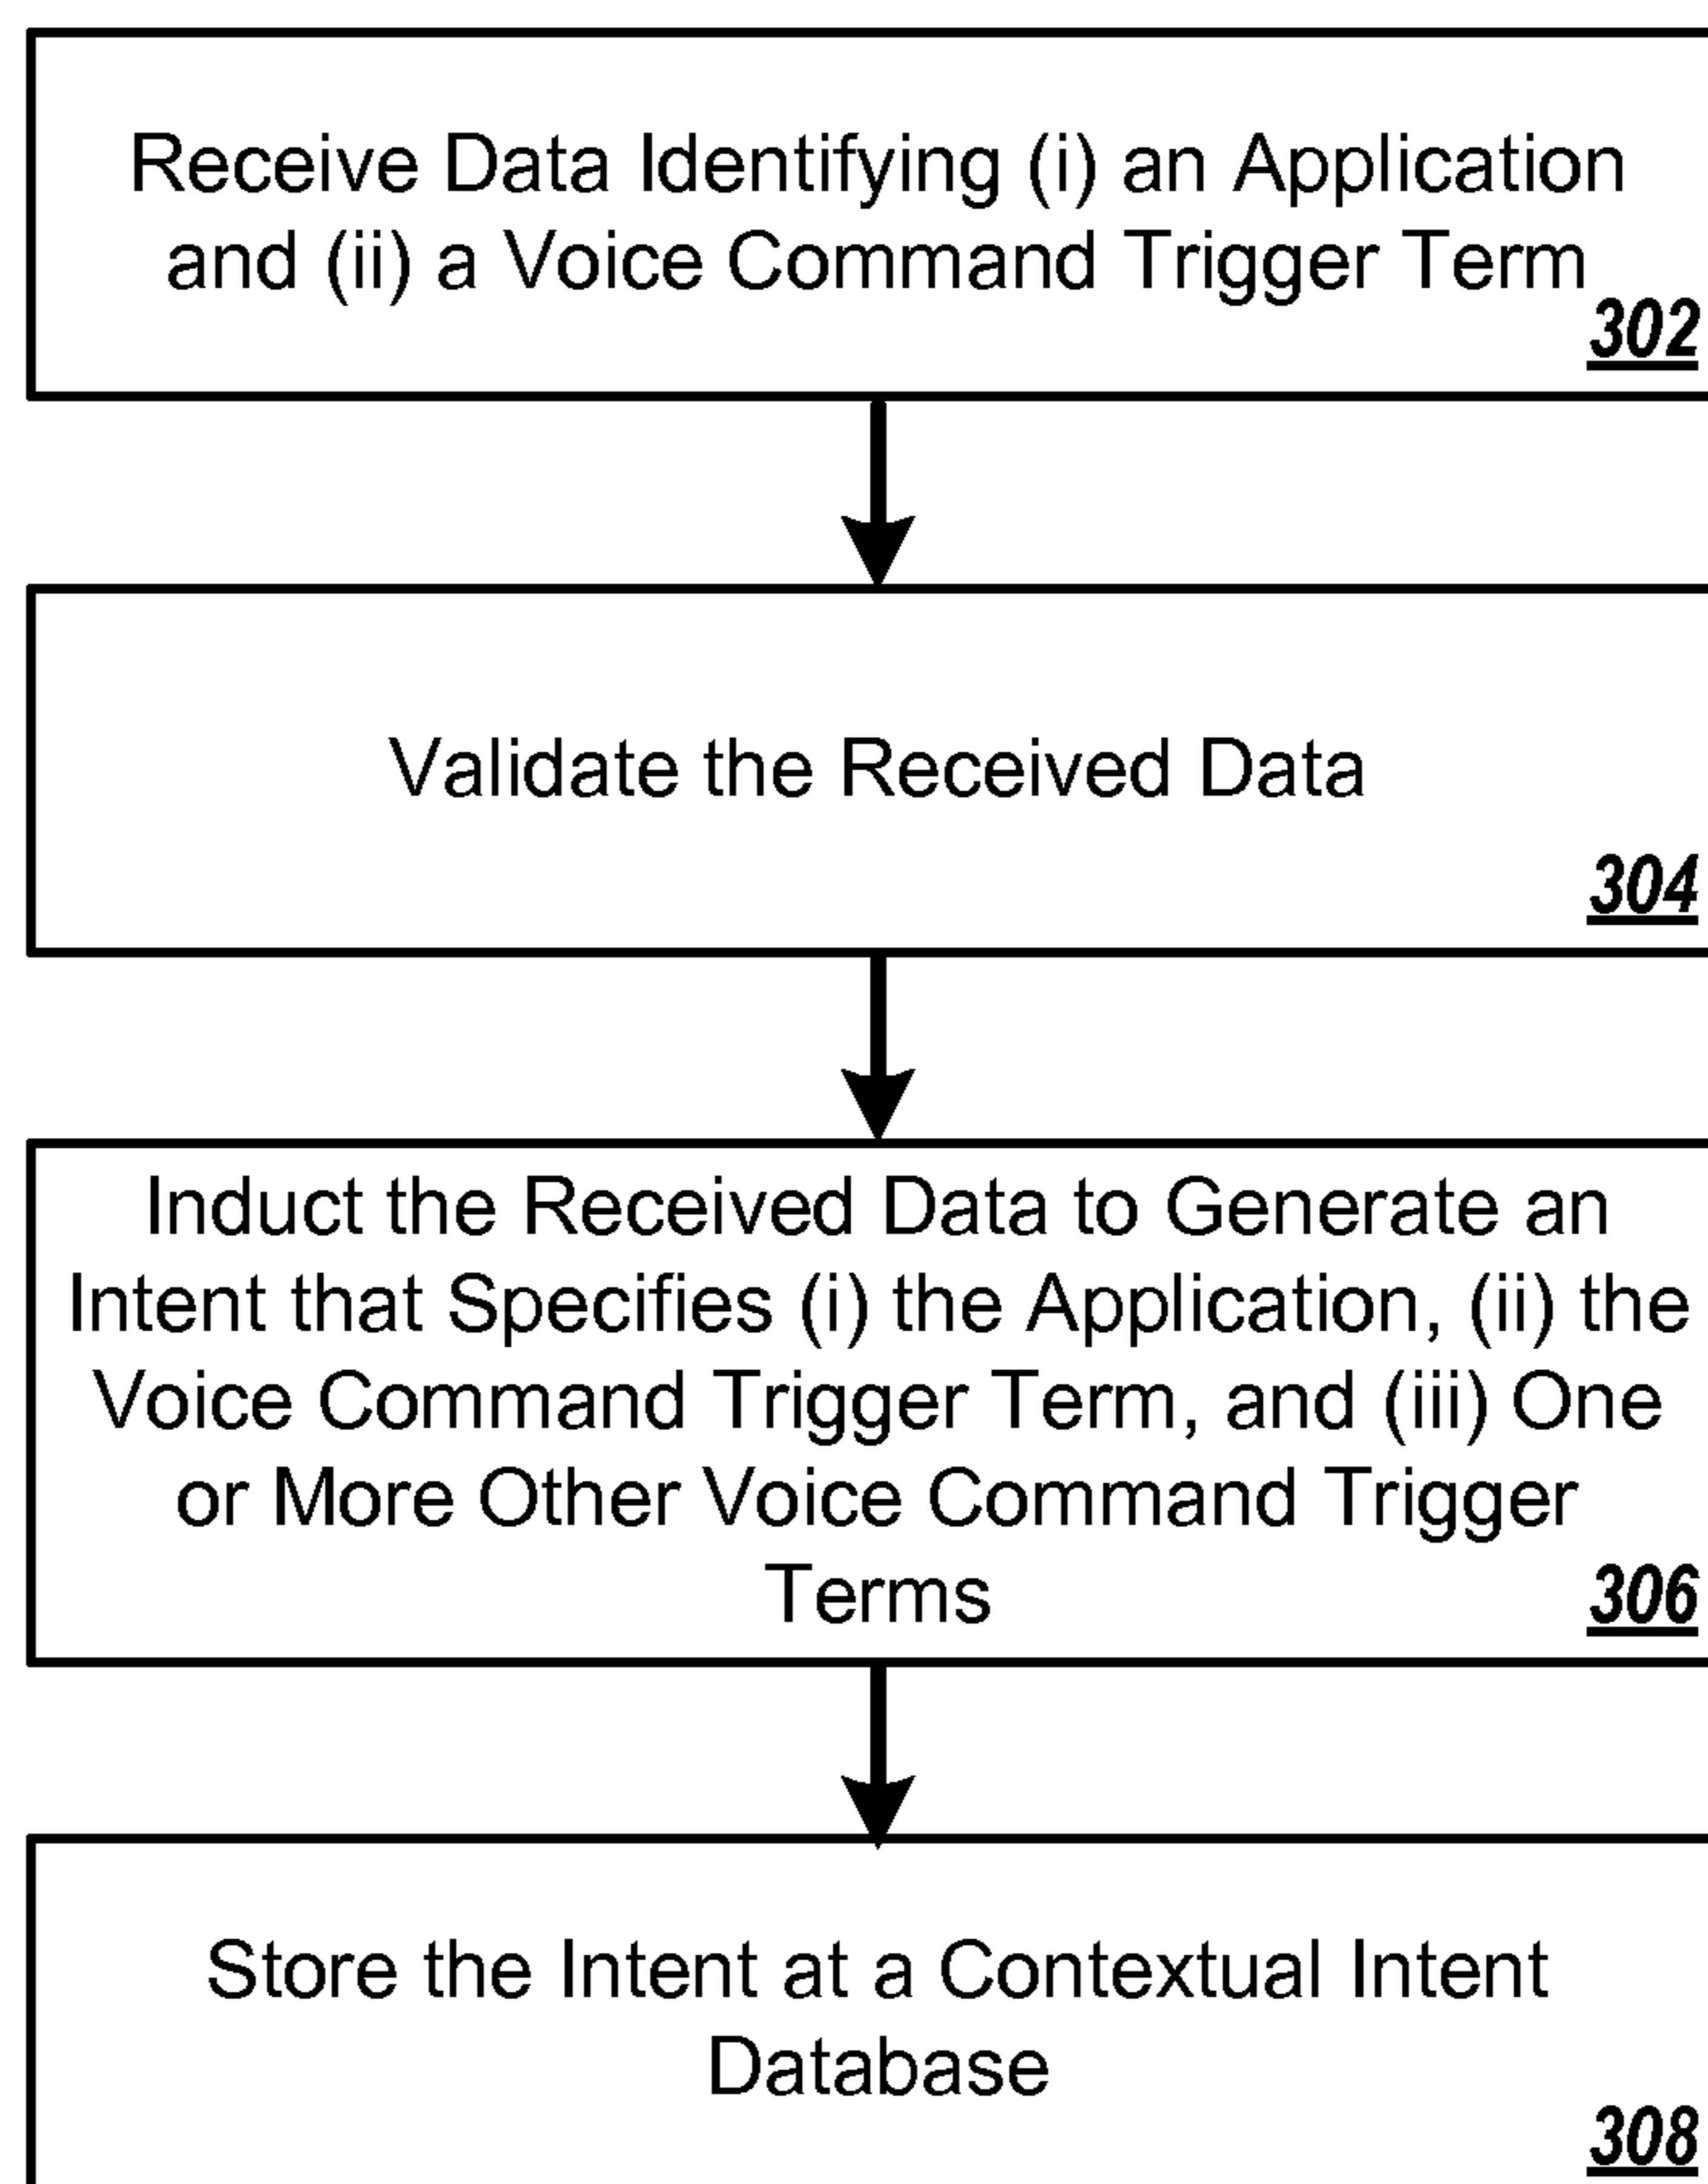 Receive Data Identifying (i) an Application
and (ii) a Voice Command Trigger Term
302
Validate the Received Data
304
Induct the Received Data to Generate an
Intent that Specifies (i) the Application, (ii) the
Voice Command Trigger Term, and (iii) One
or More Other Voice Command Trigger
Terms
306
Store the Intent at a Contextual Intent
Database
308